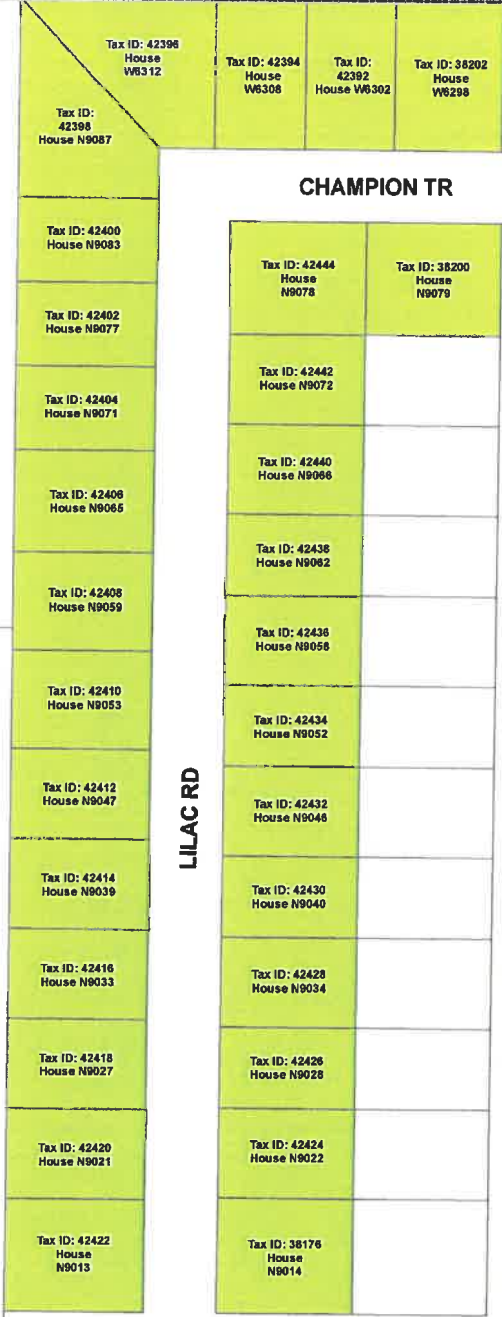 Tax ID: 42396
House
W6312
Tax ID: 42394
House
W6308
Tax ID:
42392
House W6302
Tax ID: 38202
House
W6298
Tax ID:
42398
House N9087
CHAMPION TR
Tax ID: 42400
House N9083
Tax ID: 42402
House N9077
Tax ID: 42404
House N9071
Tax ID: 42406
House N9065
Tax ID: 42408
House N9059
Tax ID: 42410
House N9053
Tax ID: 42412
House N9047
Tax ID: 42414
House N9039
Tax ID: 42416
House N9033
Tax ID: 42418
House N9027
Tax ID: 42420
House N9021
Tax ID: 42422
House
N9013
LILAC RD
Tax ID: 42444
House
N9078
Tax ID: 38200
House
N9079
Tax ID: 42442
House N9072
Tax ID: 42440
House N9066
Tax ID: 42438
House N9062
Tax ID: 42436
House N9058
Tax ID: 42434
House N9052
Tax ID: 42432
House N9046
Tax ID: 42430
House N9040
Tax ID: 42428
House N9034
Tax ID: 42426
House N9028
Tax ID: 42424
House N9022
Tax ID: 38176
House
N9014